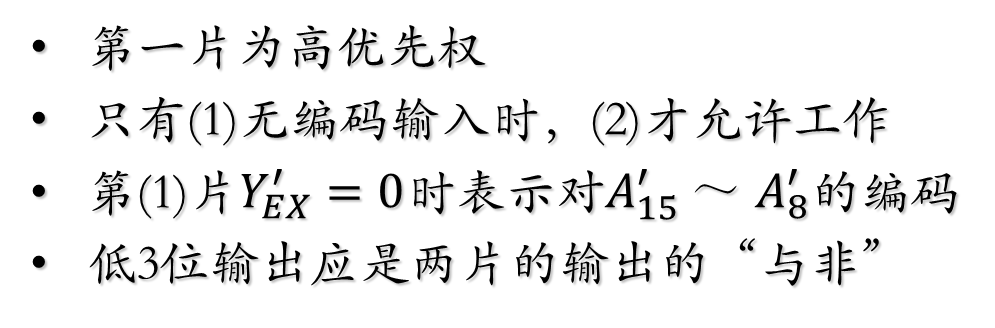 • 第一片为高优先权
• 只有(1)无编码输入时，(2)才允许工作
• 第(1)片Y′EX = 0时表示对A′15 ～ A′8的编码
• 低3位输出应是两片的输出的“与非”